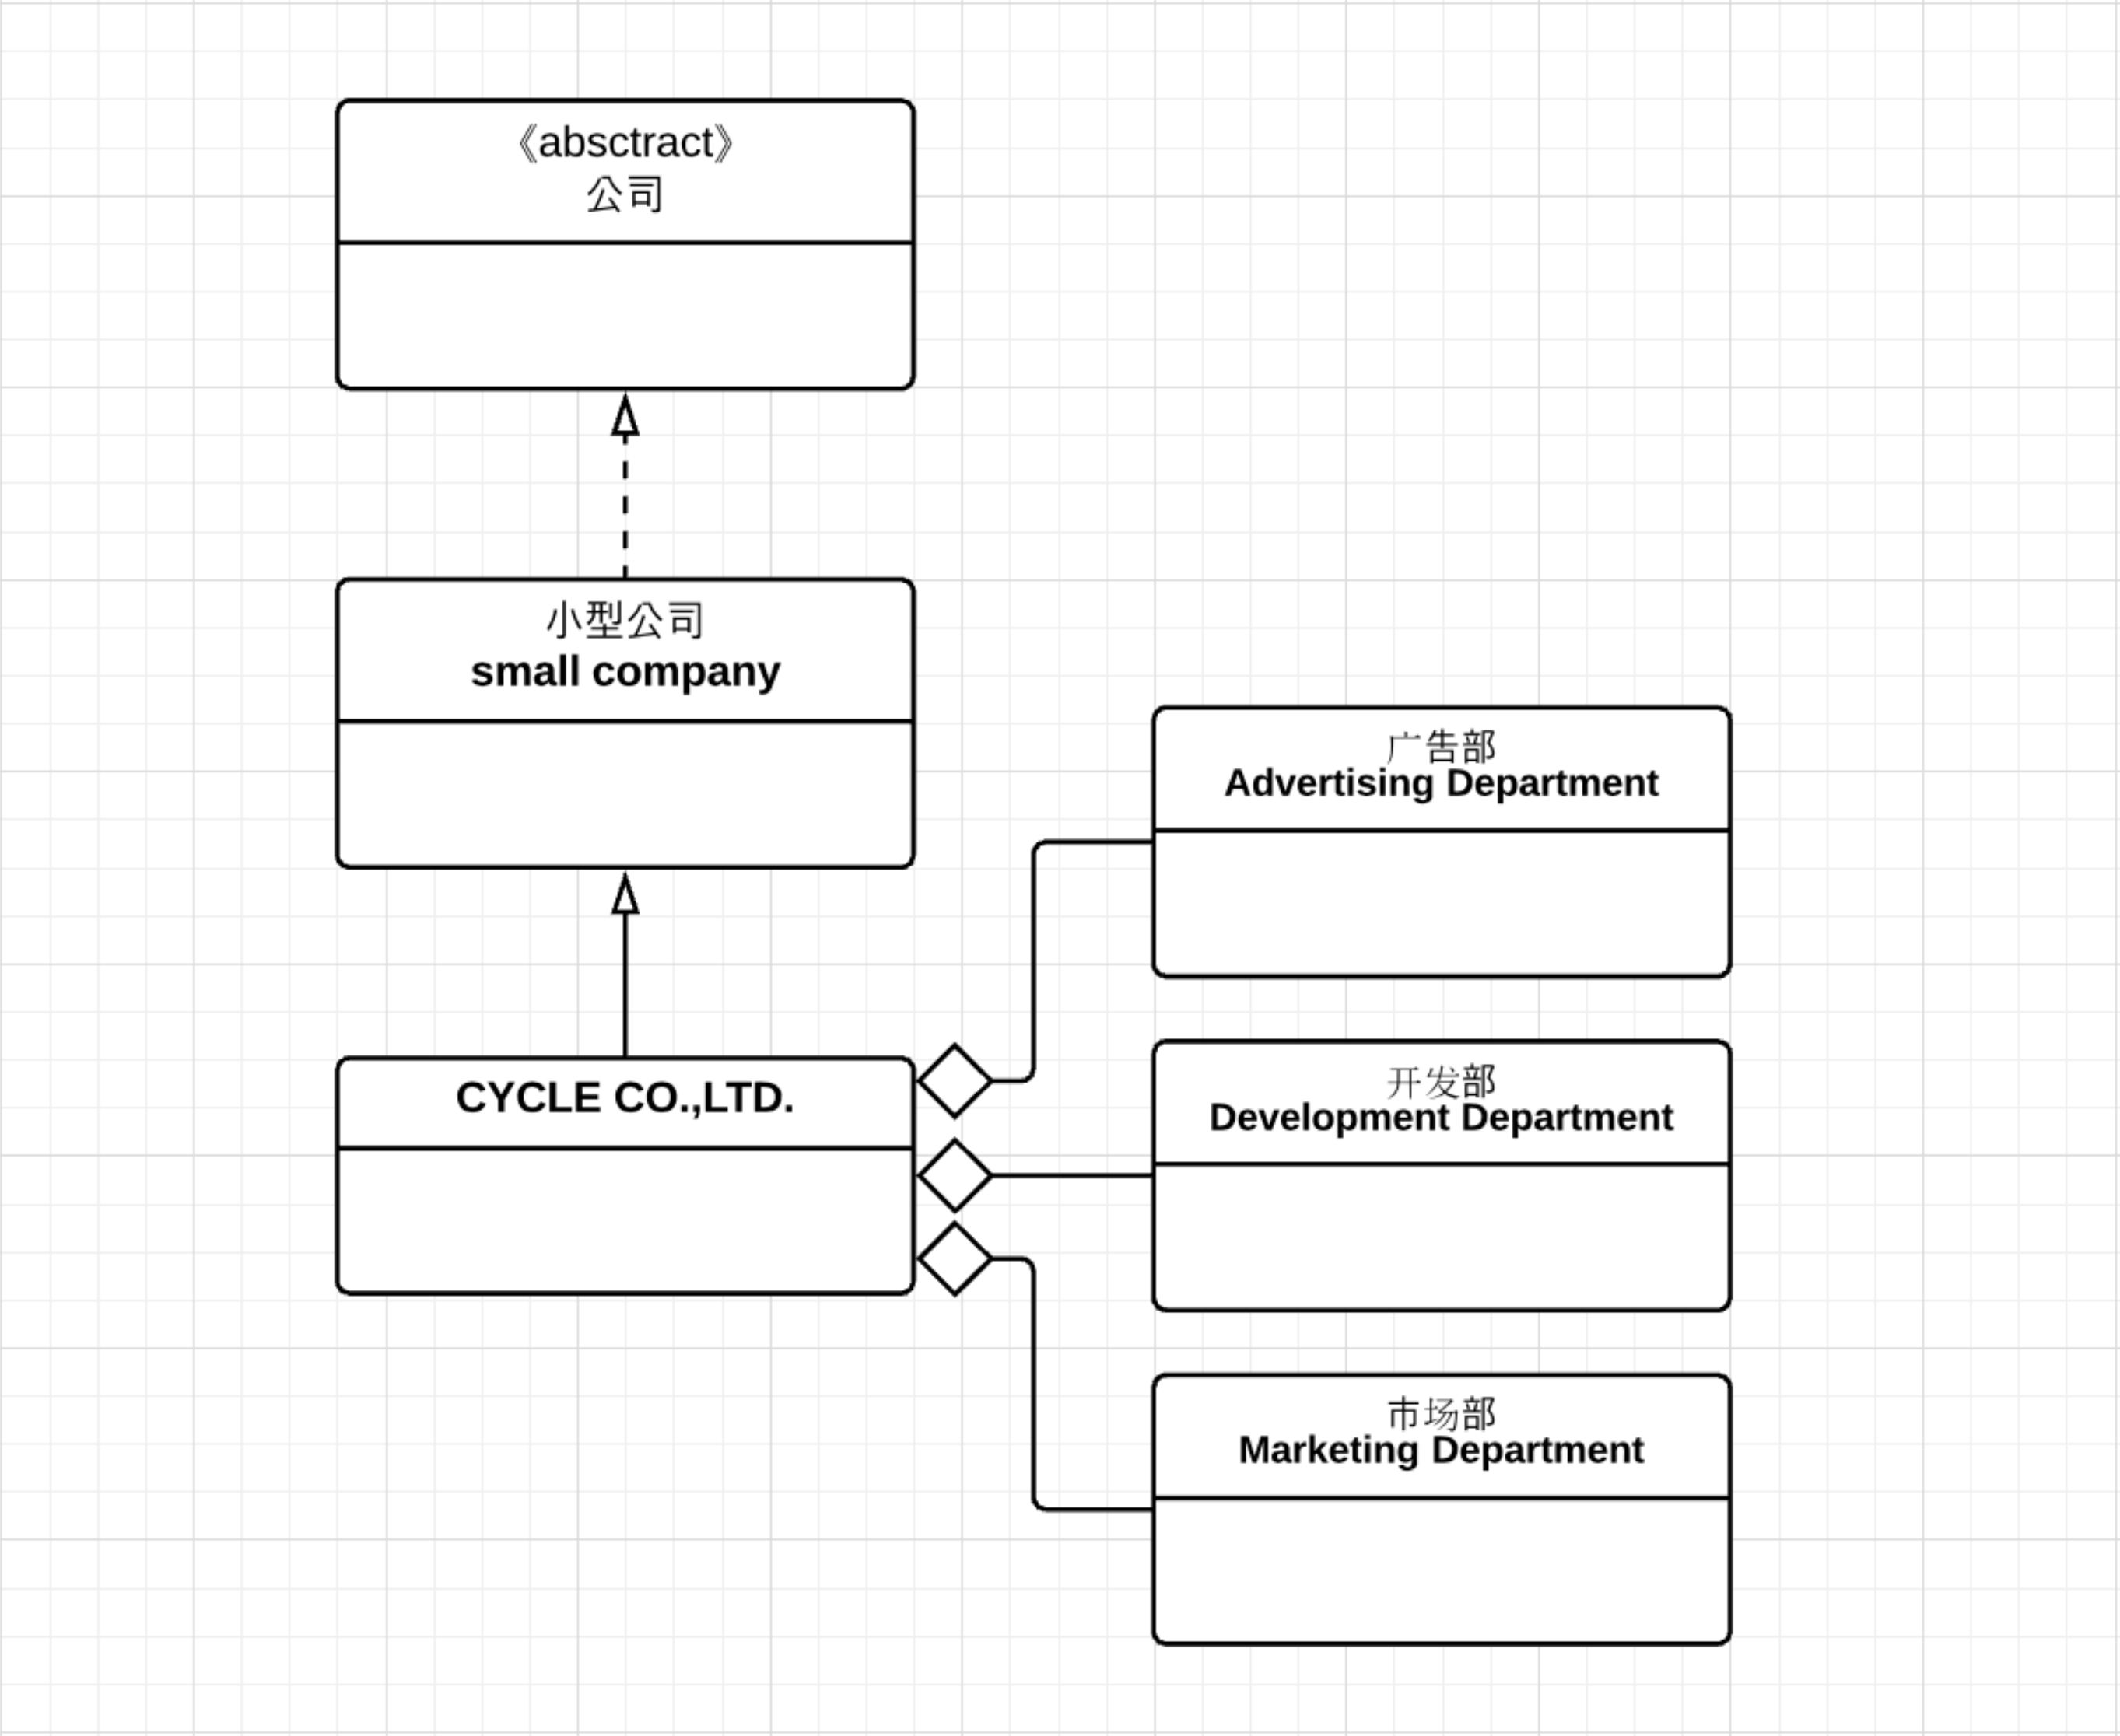 《absctract》
公司
小型公司
small company
广告部
Advertising Department
CYCLE CO.,LTD.
开发部
Development Department
市场部
Marketing Department